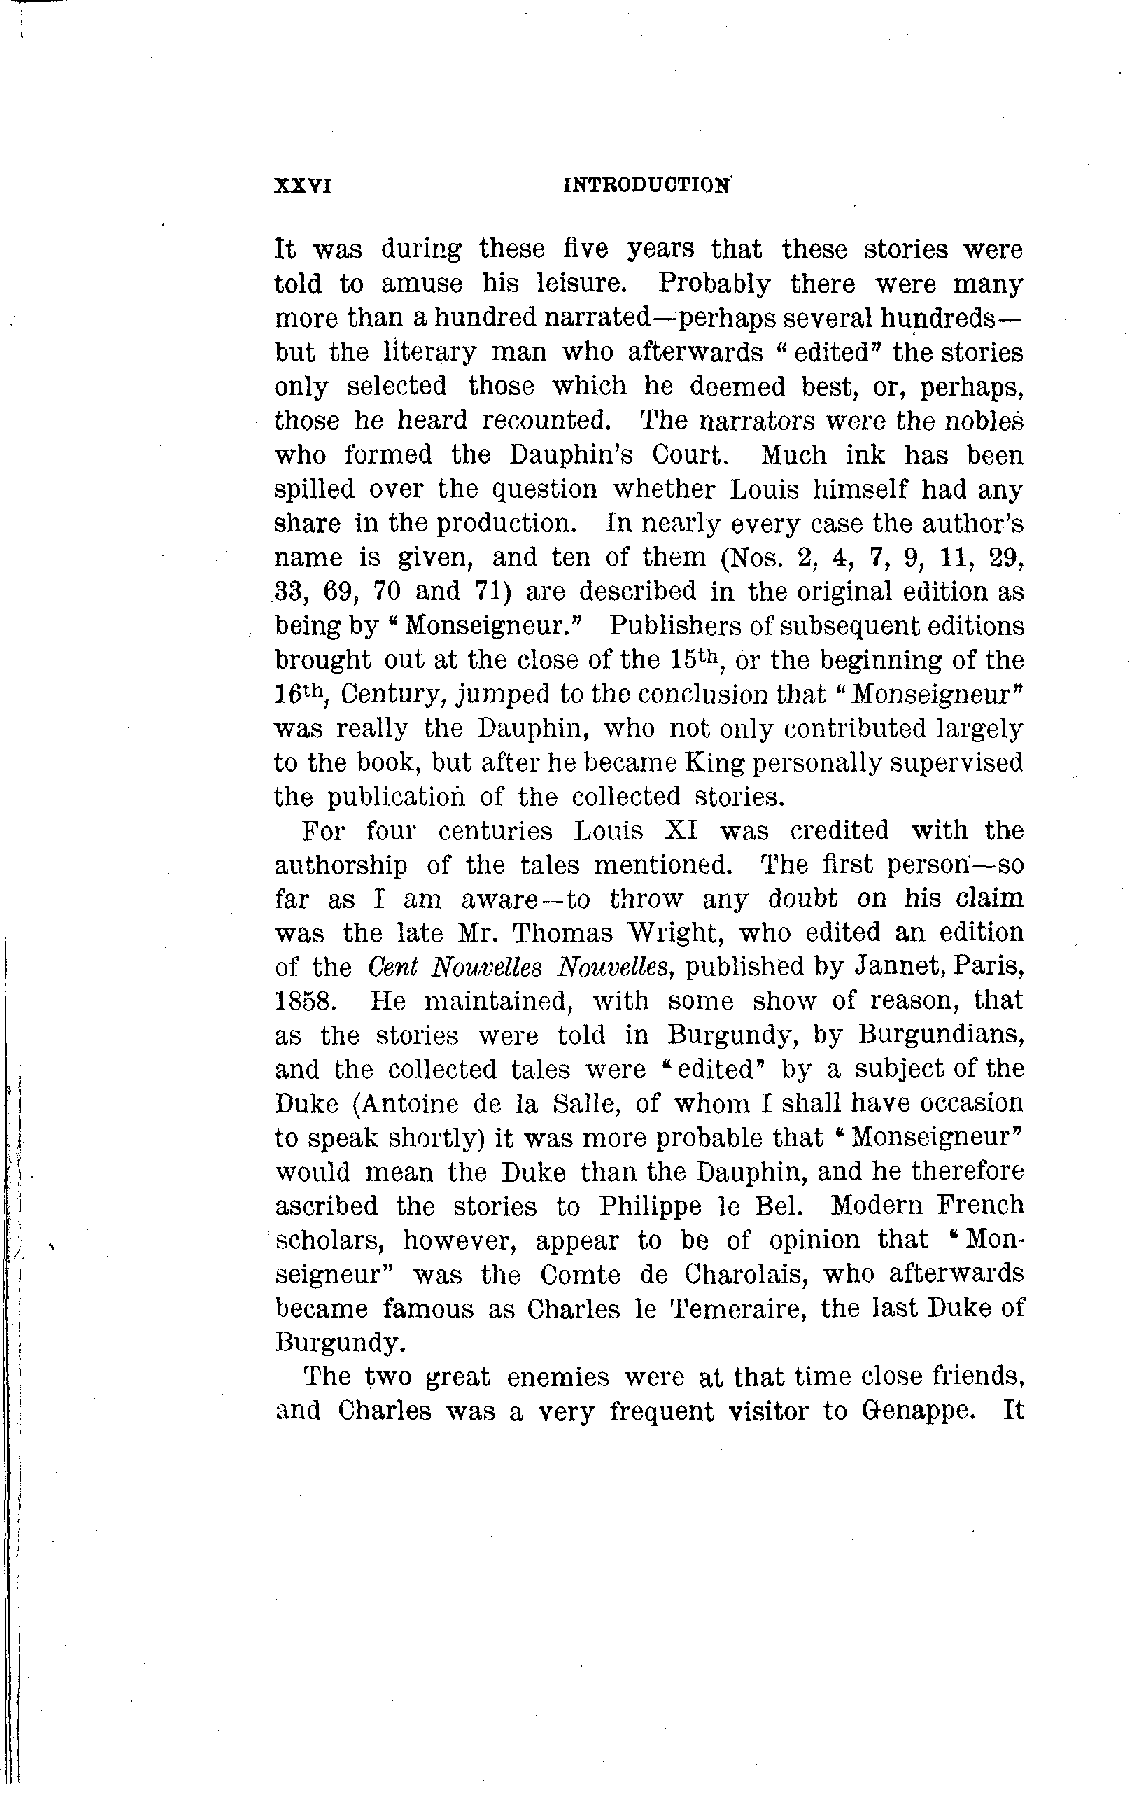 XXVI INTRODUCTION
It was during these five years that these stories were
told to amuse his leisure. Probably there were many
more than a hundred narrated—perhaps several hundreds—
but the literary man who afterwards "edited" the stories
only selected those which he deemed best, or, perhaps,
those he heard recounted. The narrators were the nobles
who formed the Dauphin's Court. Much ink has been
spilled over the question whether Louis himself had any
share in the production. In nearly every case the author's
name is given, and ten of them (Nos. 2, 4, 7, 9, 11, 29,
33, 69, 70 and 71) are described in the original edition as
being by "Monseigneur." Publishers of subsequent editions
brought out at the close of the 15th, or the beginning of the
16th, Century, jumped to the conclusion that "Monseigneur"
was really the Dauphin, who not only contributed largely
to the book, but after he became King personally supervised
the publication of the collected stories.
For four centuries Louis XI was credited with the
authorship of the tales mentioned. The first person—so
far as I am aware—to throw any doubt on his claim
was the late Mr. Thomas Wright, who edited an edition
of the Cent Nouvelles Nouvelles, published by Jannet, Paris,
1858. He maintained, with some show of reason, that
as the stories were told in Burgundy, by Burgundians,
and the collected tales were "edited" by a subject of the
Duke (Antoine de la Salle, of whom I shall have occasion
to speak shortly) it was more probable that "Monseigneur"
would mean the Duke than the Dauphin, and he therefore
ascribed the stories to Philippe le Bel. Modern French
scholars, however, appear to be of opinion that "Mon-
seigneur" was the Comte de Charolais, who afterwards
became famous as Charles le Temeraire, the last Duke of
Burgundy.
The two great enemies were at that time close friends,
and Charles was a very frequent visitor to Genappe. It